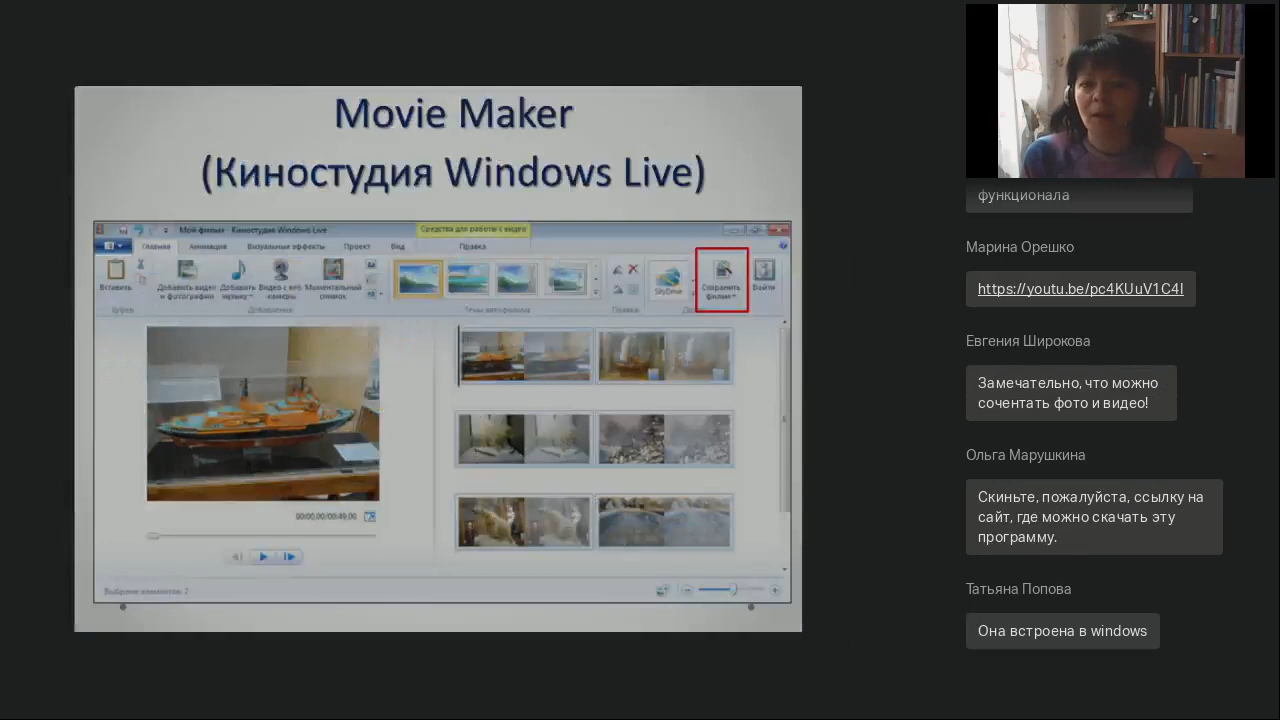 Movie Maker
(Киностудия Windows Live)
Мой фильм - Киностудия Windows Live
Средства для работы с видео
Главная
Анимация
Визуальные эффекты
Проект
Вид
Правка
Вставить
Добавить видео и фотографии
Добавить музыку
Видео с веб-камеры
Моментальный снимок
SkyDrive
Сохранить фильм
Войти
Буфер
Добавление
Темы автофильма
Правка
00:00,00/00:49,00
Выбрано элементов: 2
функционала
Марина Орешко
https://youtu.be/pc4KUuV1C4I
Евгения Широкова
Замечательно, что можно
сочентать фото и видео!
Ольга Марушкина
Скиньте, пожалуйста, ссылку на
сайт, где можно скачать эту
программу.
Татьяна Попова
Она встроена в windows